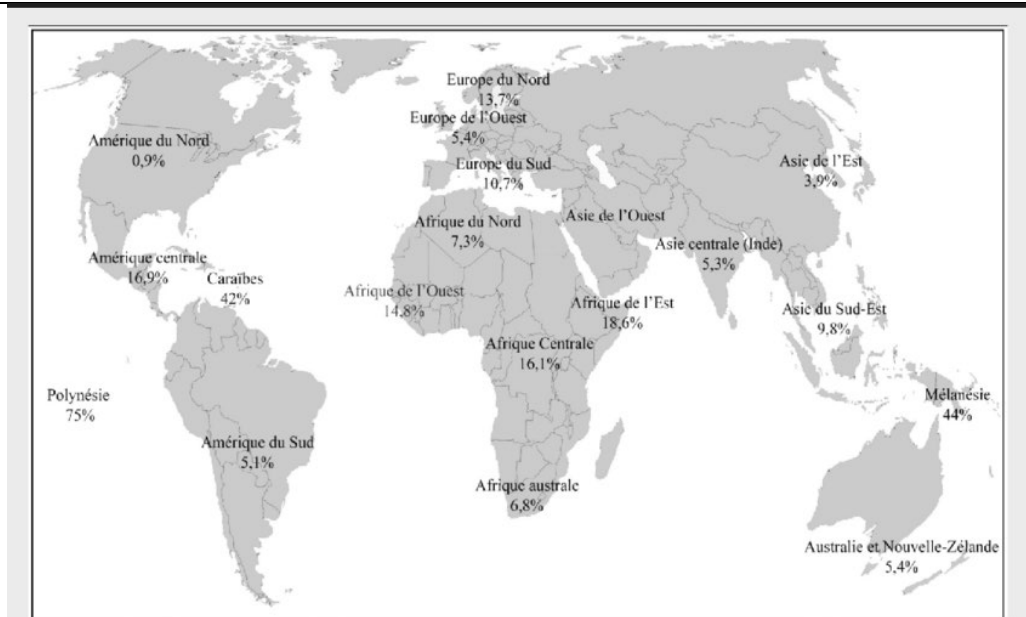 Europe du Nord
13,7%
Europe de l'Ouest
5,4%
Amérique du Nord
0,9%
Europe du Sud
10,7%
Asie de l'Est
3,9%
Afrique du Nord
7,3%
Asie de l'Ouest
Asie centrale (Inde)
5,3%
Amérique centrale
16,9%
Caraïbes
42%
Afrique de l'Ouest
14,8%
Afrique de l'Est
18,6%
Asie du Sud-Est
9,8%
Afrique Centrale
16,1%
Polynésie
75%
Mélanésie
44%
Amérique du Sud
5,1%
Afrique australe
6,8%
Australie et Nouvelle-Zélande
5,4%